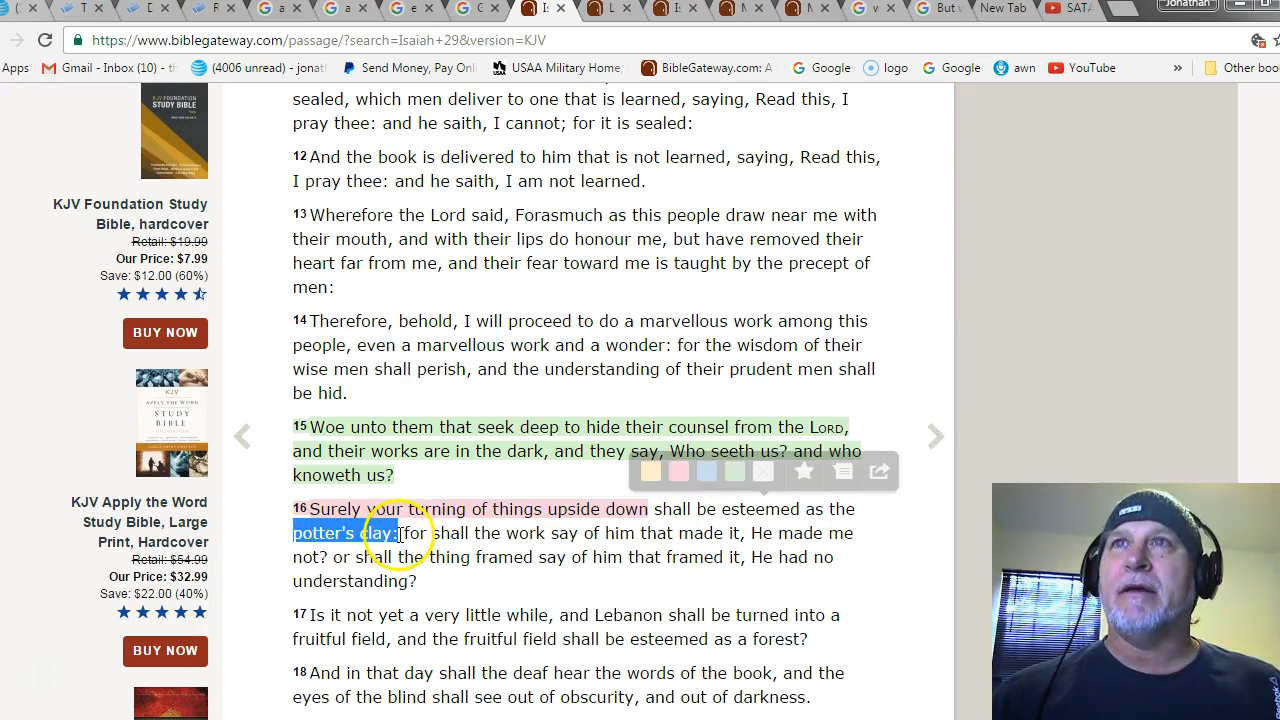 Jonathan
SATA
New Tab
But w
https://www.biblegateway.com/passage/?search=Isaiah+29&version=KJV
Apps
Gmail - Inbox (10) - th
(4006 unread) - jonath
Send Money, Pay Onli
USAA Military Home
BibleGateway.com: A s
Google
logo
Google
awn
YouTube
»
Other book
KJV FOUNDATION
STUDY BIBLE
KJV Foundation Study
Bible, hardcover
Retail: $19.99
Our Price: $7.99
Save: $12.00 (60%)
BUY NOW
KJV
APPLY THE WORD
STUDY
BIBLE
KJV Apply the Word
Study Bible, Large
Print, Hardcover
Retail: $54.99
Our Price: $32.99
Save: $22.00 (40%)
BUY NOW
sealed, which men deliver to one that is learned, saying, Read this, I
pray thee: and he saith, I cannot; for it is sealed:
12 And the book is delivered to him that is not learned, saying, Read this,
I pray thee: and he saith, I am not learned.
13 Wherefore the Lord said, Forasmuch as this people draw near me with
their mouth, and with their lips do honour me, but have removed their
heart far from me, and their fear toward me is taught by the precept of
men:
14 Therefore, behold, I will proceed to do a marvellous work among this
people, even a marvellous work and a wonder: for the wisdom of their
wise men shall perish, and the understanding of their prudent men shall
be hid.
15 Woe unto them that seek deep to hide their counsel from the LORD,
and their works are in the dark, and they say, Who seeth us? and who
knoweth us?
16 Surely your turning of things upside down shall be esteemed as the
potter's clay: for shall the work say of him that made it, He made me
not? or shall the thing framed say of him that framed it, He had no
understanding?
17 Is it not yet a very little while, and Lebanon shall be turned into a
fruitful field, and the fruitful field shall be esteemed as a forest?
And in that day shall the deaf hear the words of the book, and the
eyes of the blind shall see out of obscurity, and out of darkness.